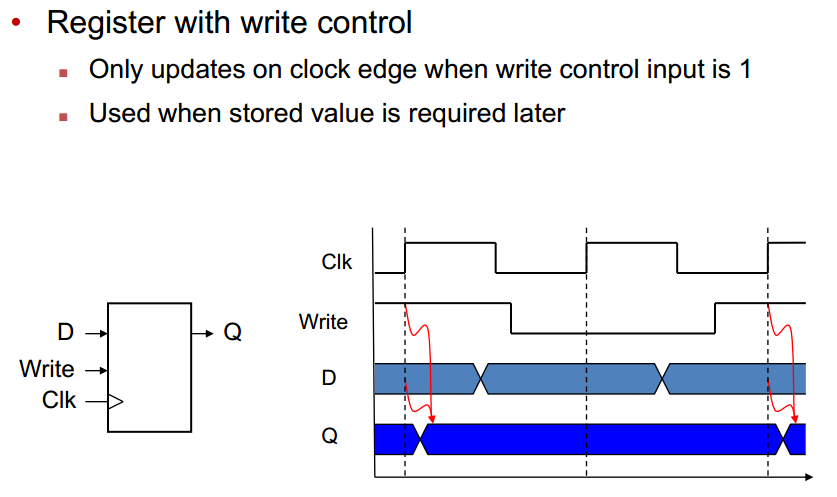 Register with write control
Only updates on clock edge when write control input is 1
Used when stored value is required later
D
Write
Clk
Q
Clk
Write
D
Q